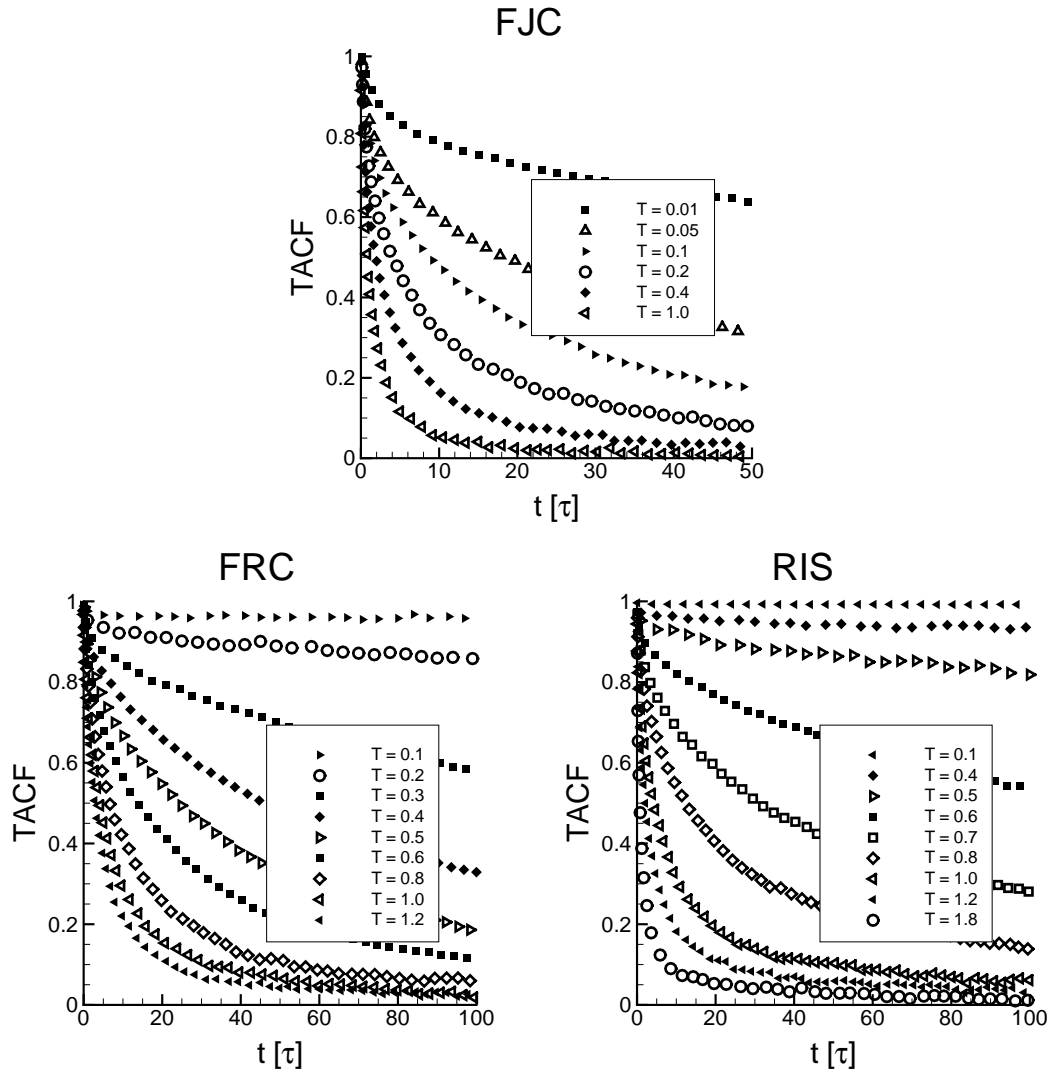 FJC
1
0.8
0.6
0.4
0.2
0
TACF
T = 0.01
T = 0.05
T = 0.1
T = 0.2
T = 0.4
T = 1.0
0 10 20 30 40 50
t [τ]
FRC
1
0.8
0.6
0.4
0.2
0
TACF
T = 0.1
T = 0.2
T = 0.3
T = 0.4
T = 0.5
T = 0.6
T = 0.8
T = 1.0
T = 1.2
0 20 40 60 80 100
t [τ]
RIS
1
0.8
0.6
0.4
0.2
0
TACF
T = 0.1
T = 0.4
T = 0.5
T = 0.6
T = 0.7
T = 0.8
T = 1.0
T = 1.2
T = 1.8
0 20 40 60 80 100
t [τ]